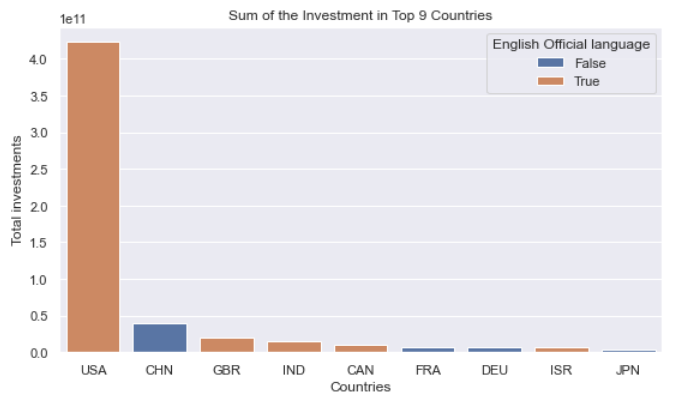 Sum of the Investment in Top 9 Countries
1e11
English Official language
False
True
4.0
3.5
3.0
2.5
2.0
1.5
1.0
0.5
0.0
Total investments
USA CHN GBR IND CAN FRA DEU ISR JPN
Countries